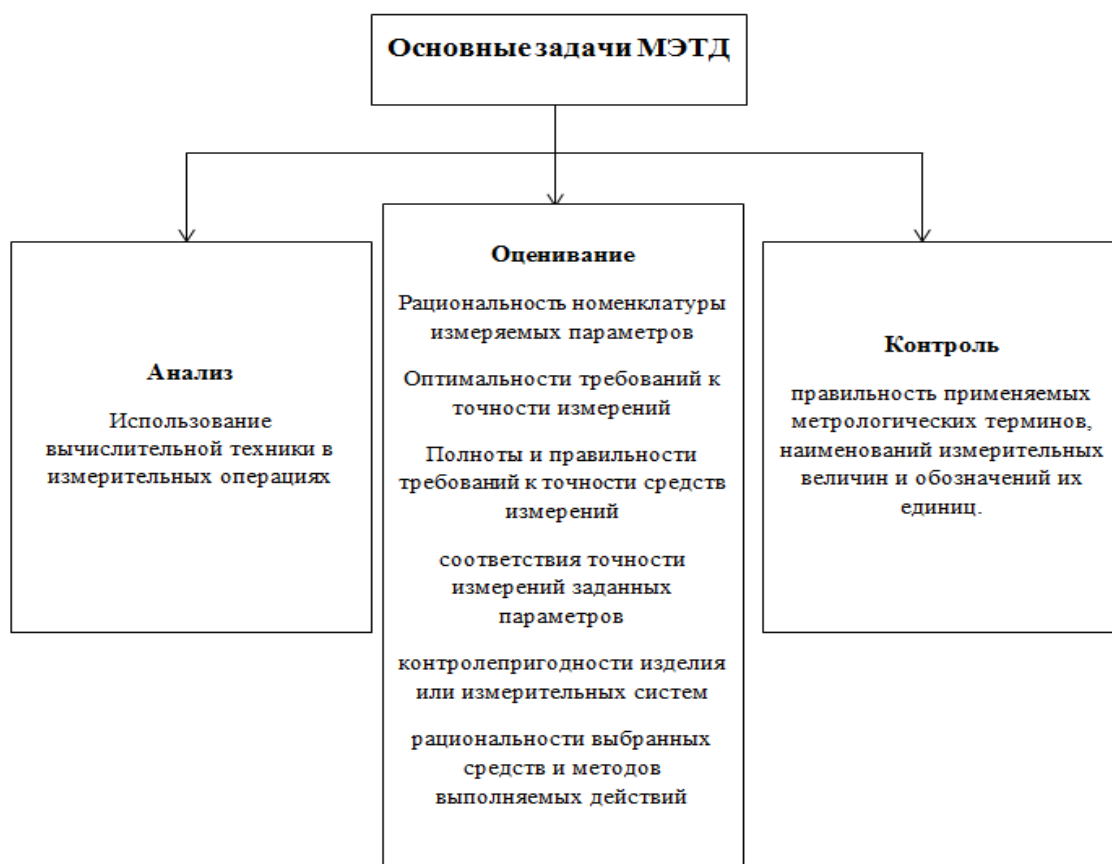 Основные задачи МЭТД
Анализ
Использование
вычислительной техники в
измерительных операциях
Оценивание
Рациональность номенклатуры
измеряемых параметров
Оптимальности требований к
точности измерений
Полноты и правильности
требований к точности средств
измерений
соответствия точности
измерений заданных
параметров
контролепригодности изделия
или измерительных систем
рациональности выбранных
средств и методов
выполняемых действий
Контроль
правильность применяемых
метрологических терминов,
наименований измерительных
величин и обозначений их
единиц.